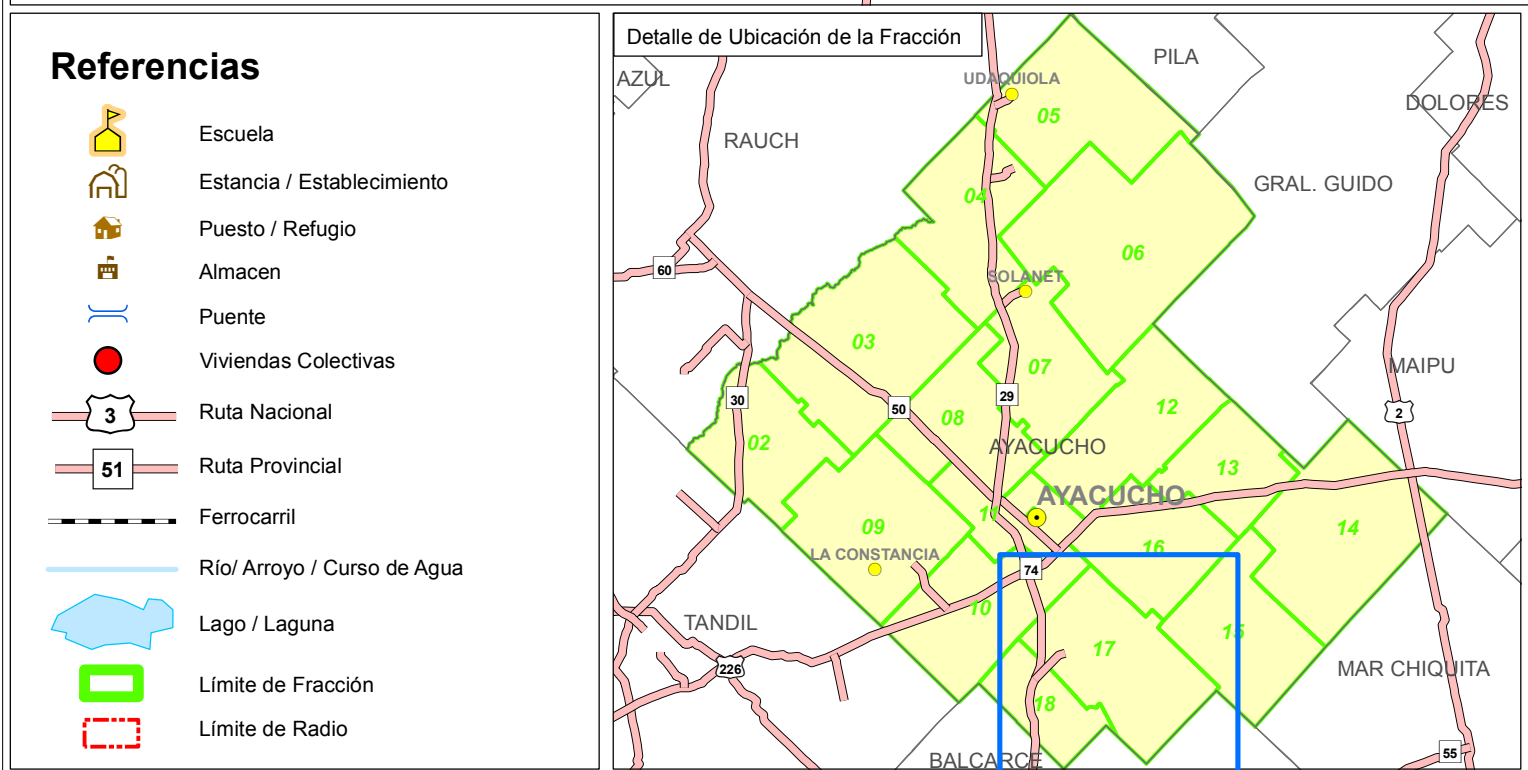 Referencias
Escuela
Estancia / Establecimiento
Puesto / Refugio
Almacen
Puente
Viviendas Colectivas
3
Ruta Nacional
51
Ruta Provincial
Ferrocarril
Río/ Arroyo / Curso de Agua
Lago / Laguna
Límite de Fracción
Límite de Radio
Detalle de Ubicación de la Fracción
PILA
AZUL
UDAQUIOLA
DOLORES
05
RAUCH
GRAL. GUIDO
04
06
60
SOLANET
03
07
MAIPU
30
29
50
12
2
08
02
AYACUCHO
13
AYACUCHO
11
09
14
16
LA CONSTANCIA
74
10
TANDIL
15
17
226
MAR CHIQUITA
18
55
BALCARCE